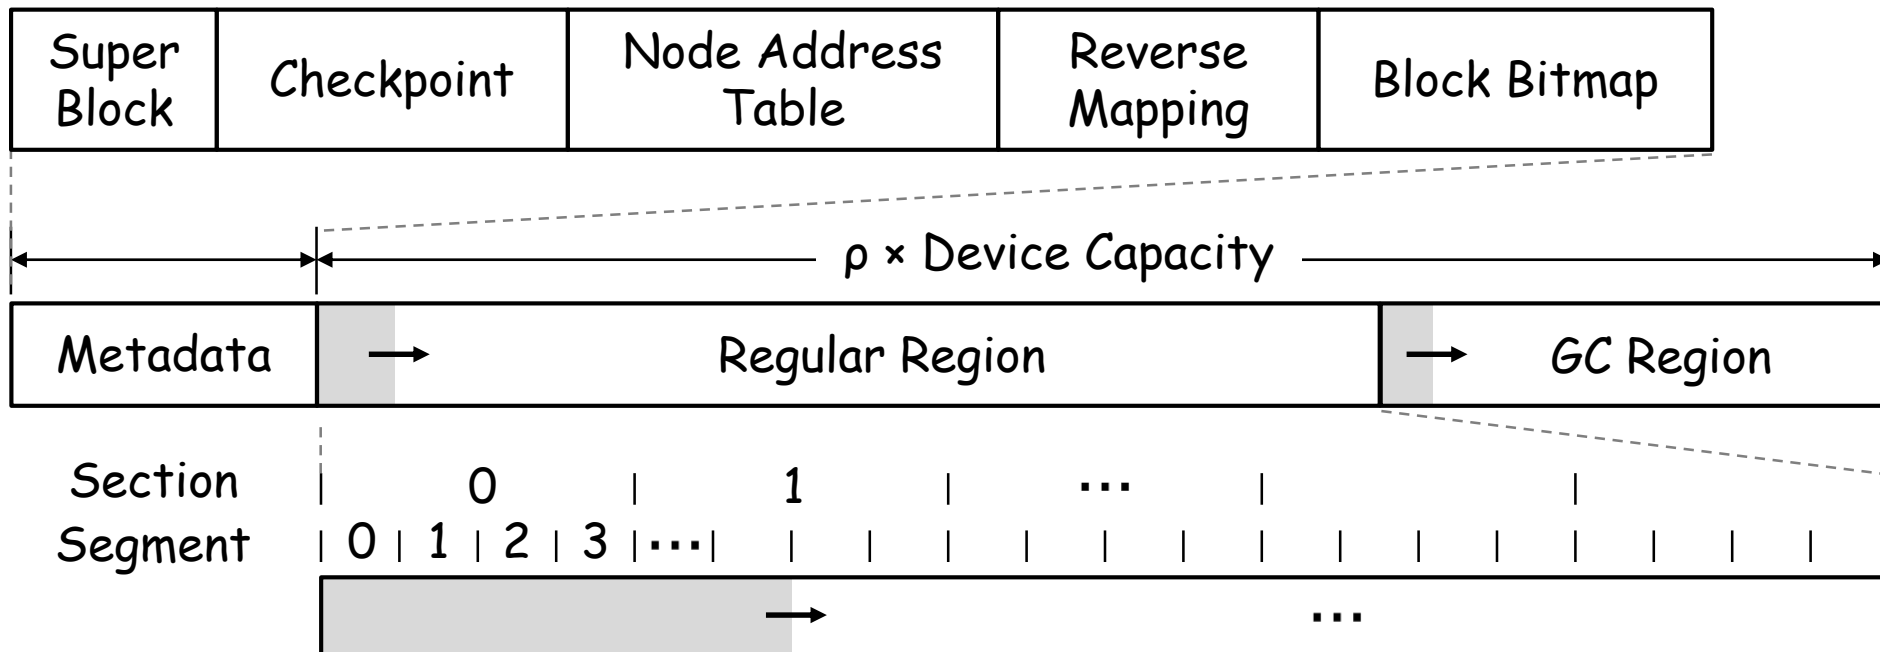 Super
Block
Checkpoint
Node Address
Table
Reverse
Mapping
Block Bitmap
ρ × Device Capacity
Metadata
Regular Region
GC Region
Section
0
1
...
Segment
0
1
2
3
...
...